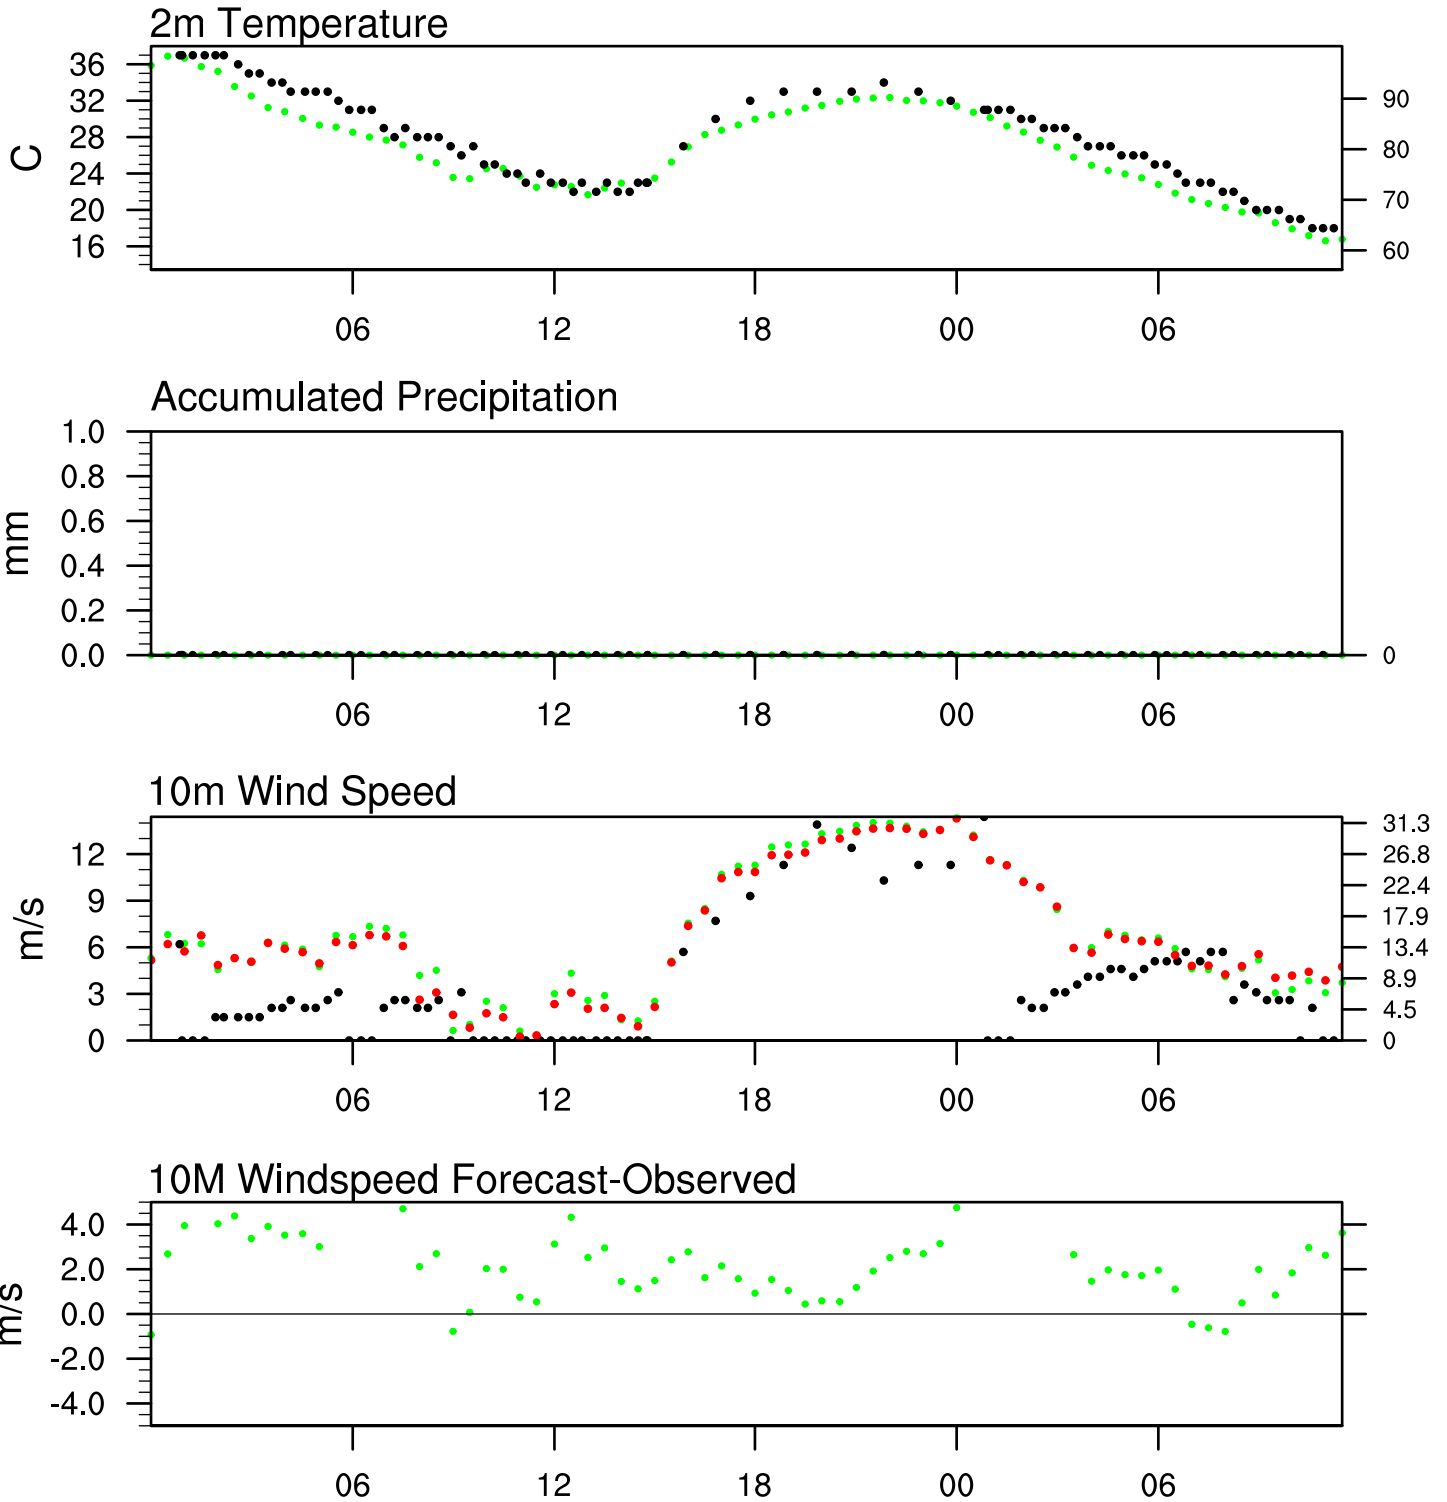 2m Temperature
36
32
28
24
20
16
C
90
80
70
60
06 12 18 00 06
Accumulated Precipitation
1.0
0.8
0.6
0.4
0.2
0.0
mm
0
06 12 18 00 06
10m Wind Speed
12
9
6
3
0
m/s
31.3
26.8
22.4
17.9
13.4
8.9
4.5
0
06 12 18 00 06
10M Windspeed Forecast-Observed
4.0
2.0
0.0
-2.0
-4.0
m/s
06 12 18 00 06